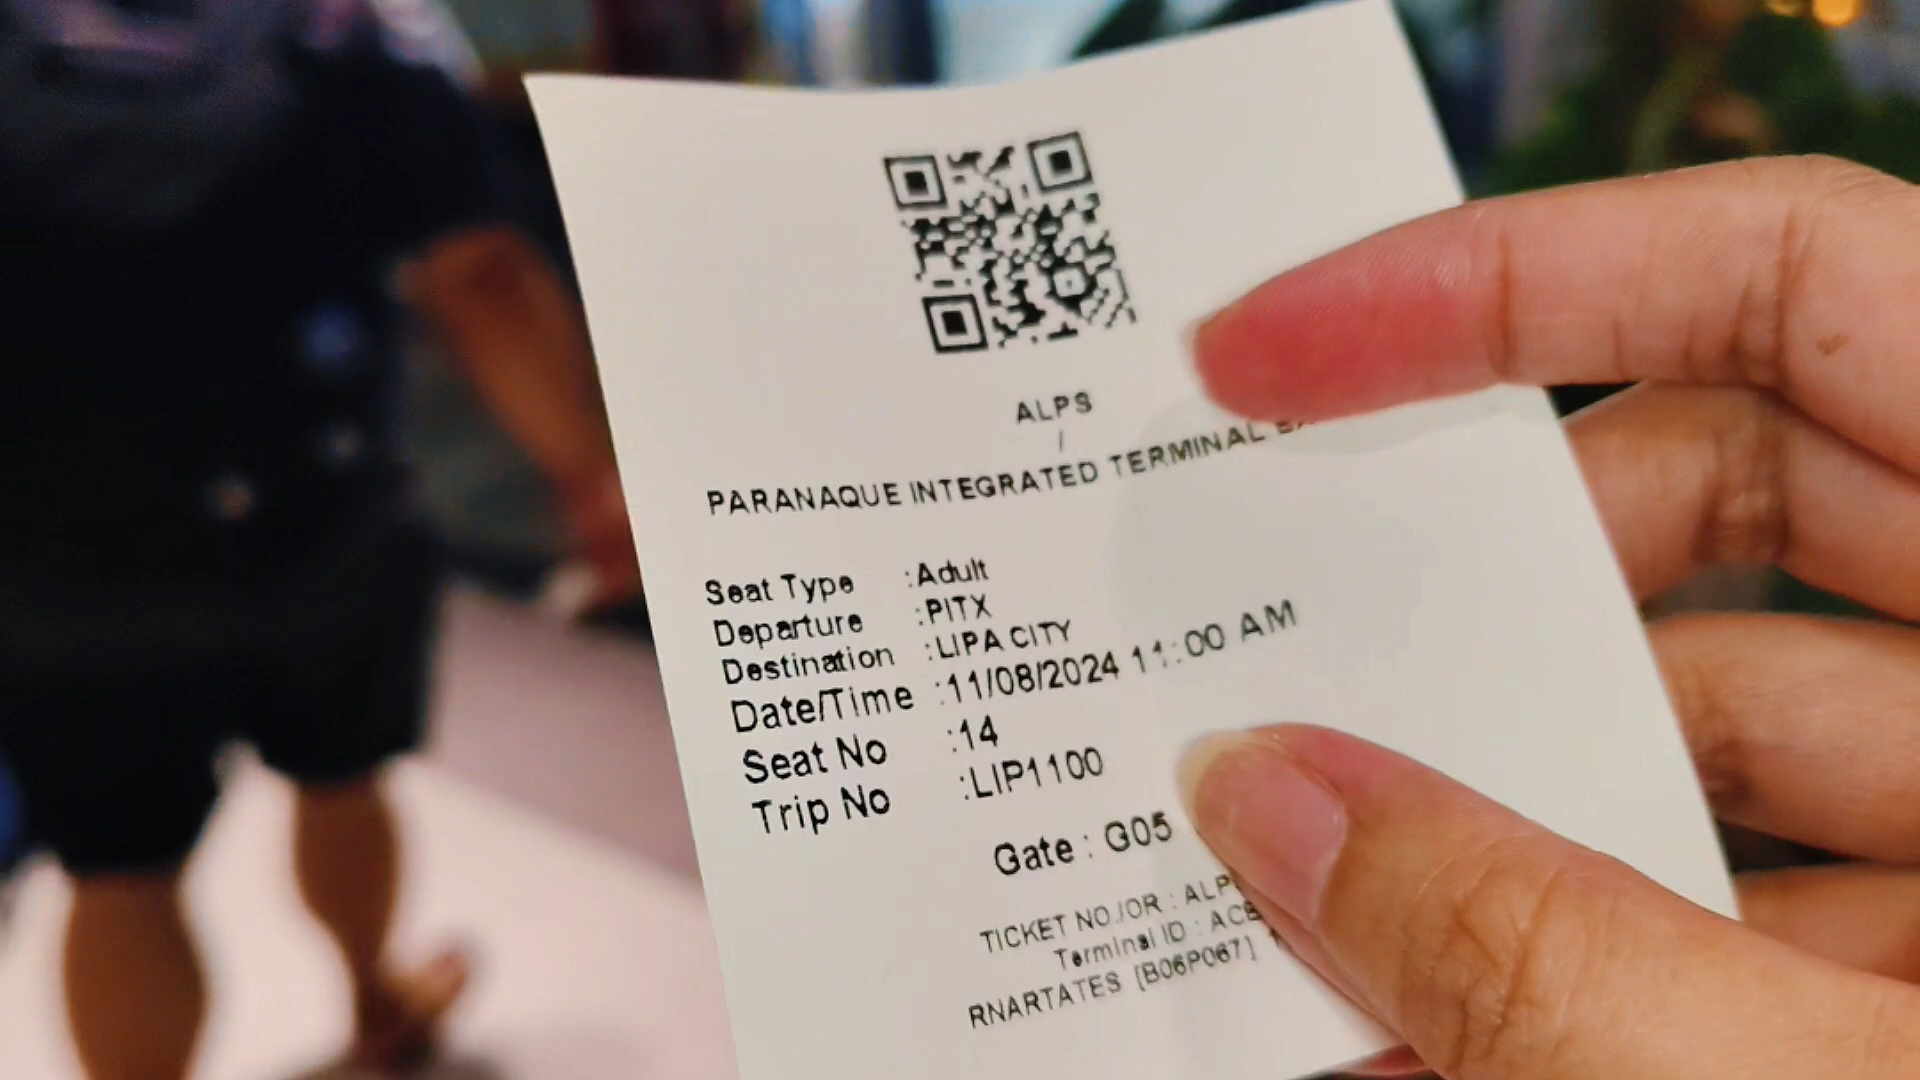 ALPS
/
PARANAQUE INTEGRATED TERMINAL
Seat Type :Adult
Departure :PITX
Destination :LIPA CITY
Date/Time :11/08/2024 11:00 AM
Seat No :14
Trip No :LIP1100
Gate : G05
TICKET NO./OR : ALP
Terminal ID : ACE
RNARTATES [B06P067]